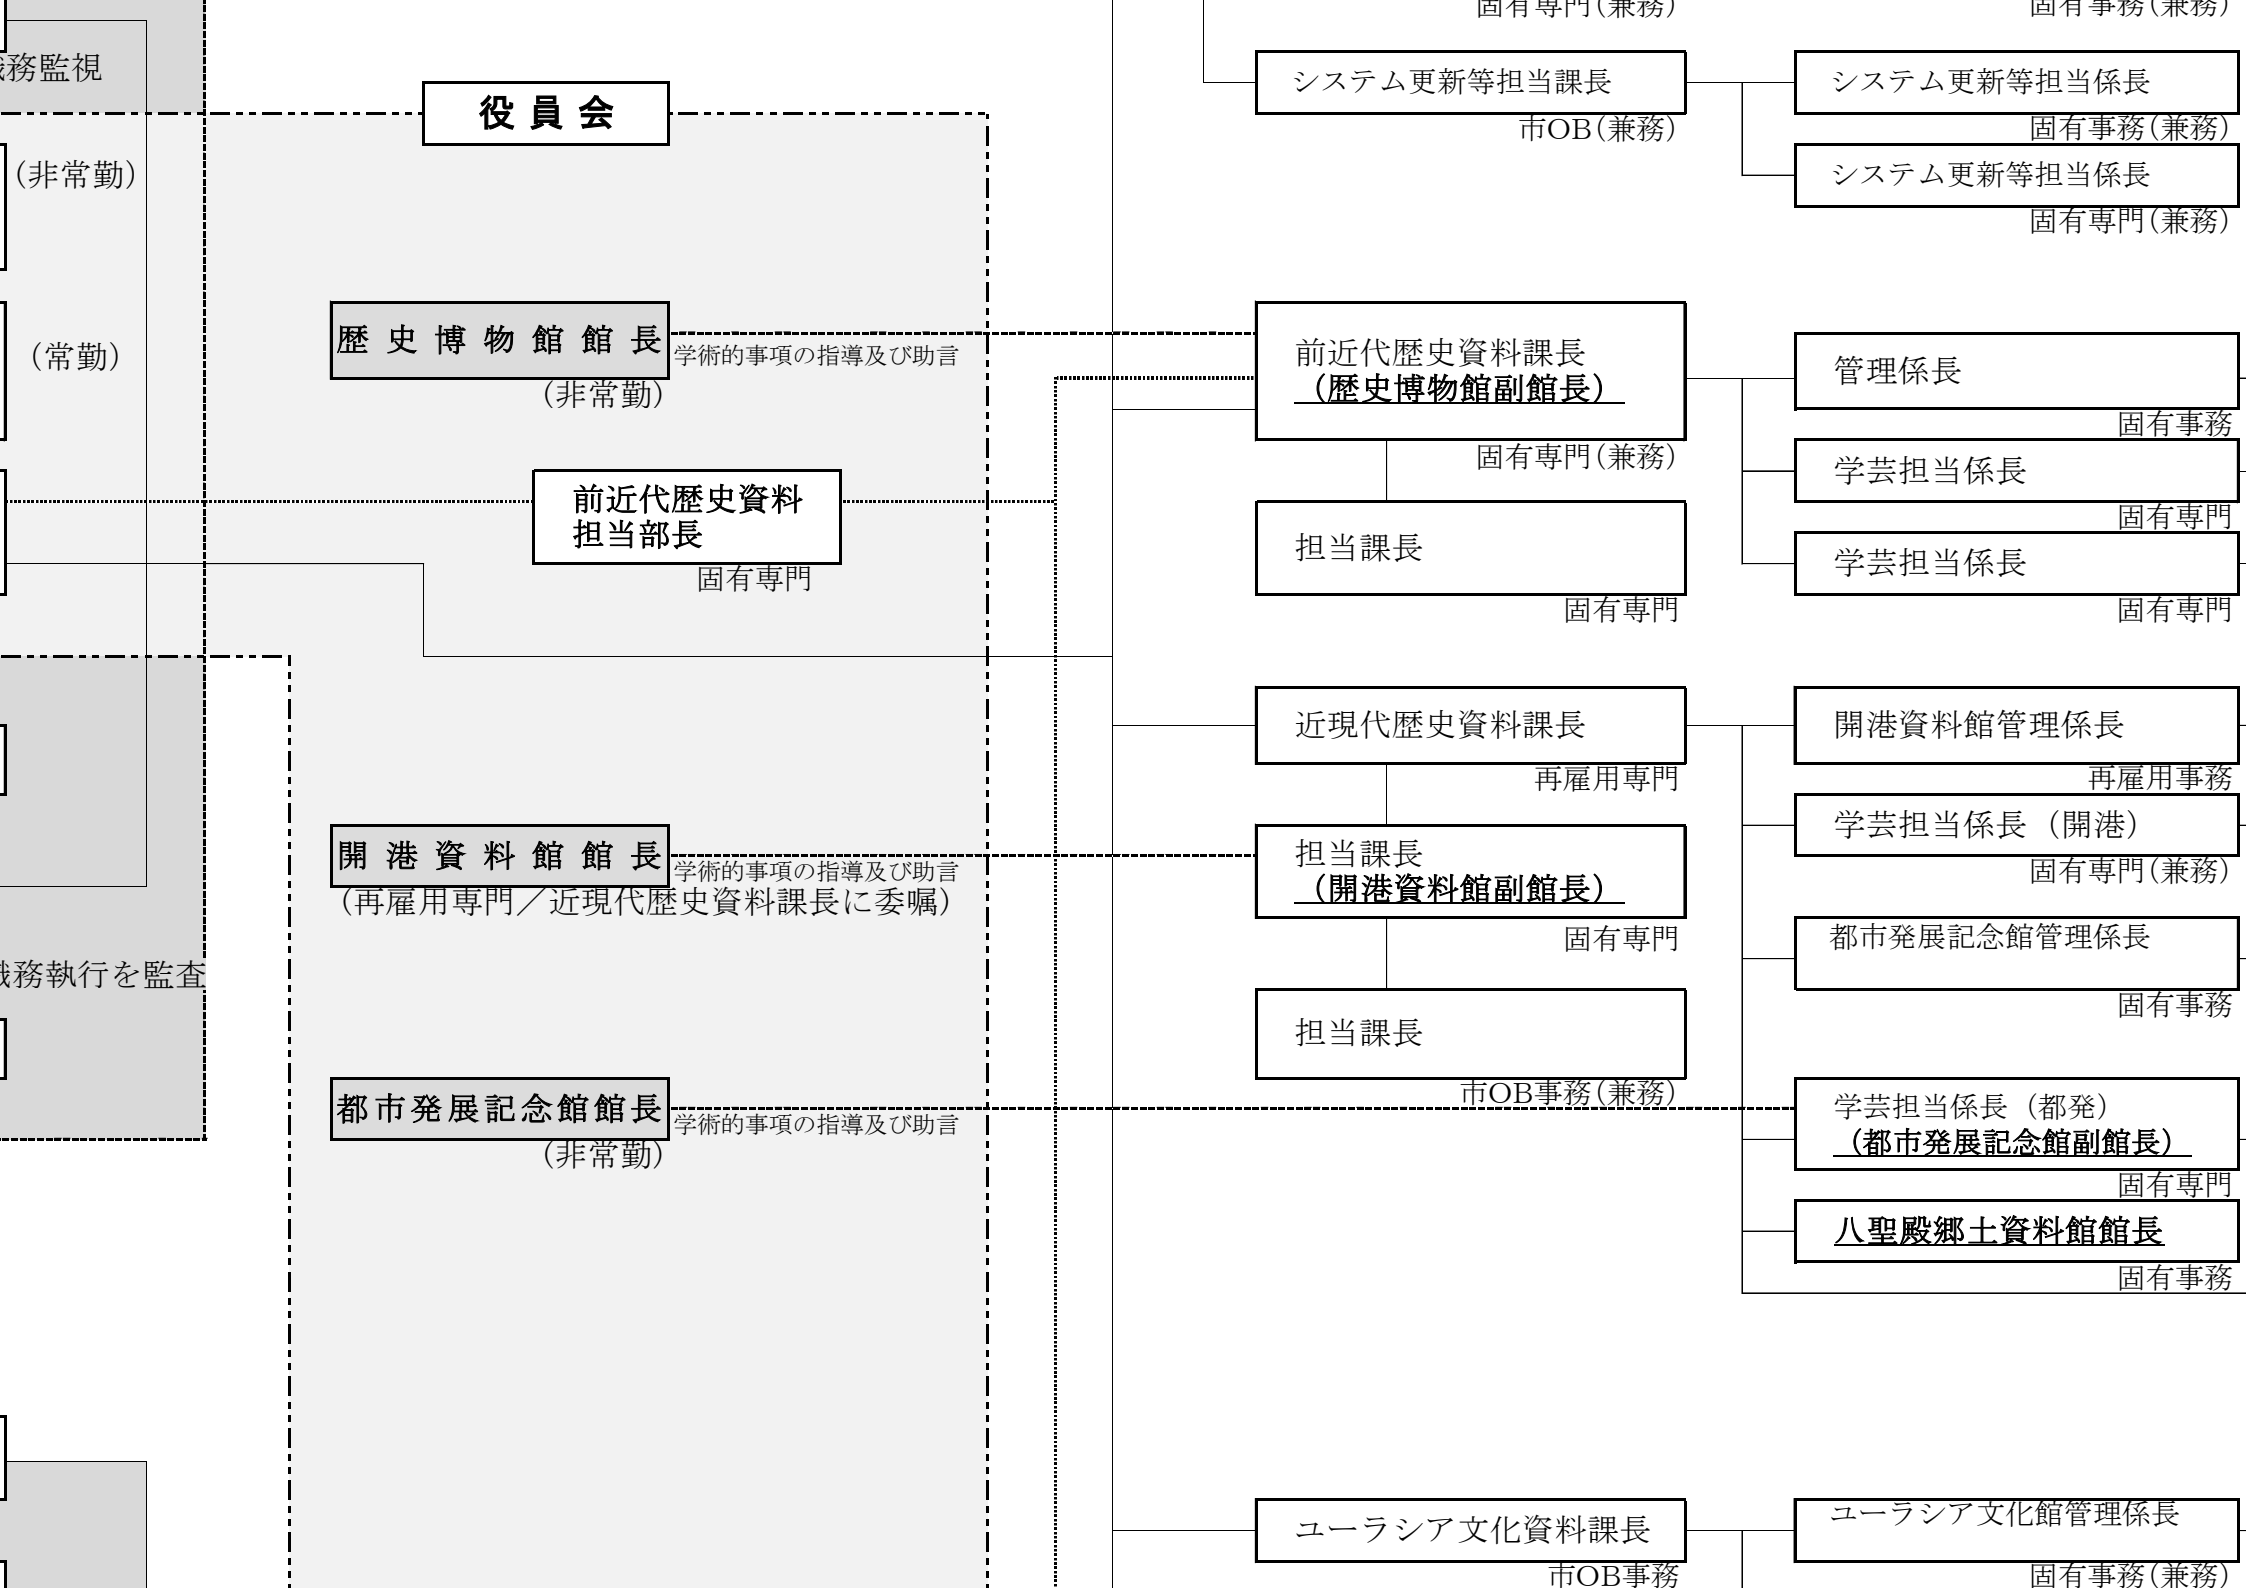 務監視
(非常勤)
(常勤)
務執行を監査
役員会
歴史博物館館長
学術的事項の指導及び助言
(非常勤)
前近代歴史資料
担当部長
固有専門
開港資料館館長
学術的事項の指導及び助言
(再雇用専門／近現代歴史資料課長に委嘱)
都市発展記念館館長
学術的事項の指導及び助言
(非常勤)
固有専門(兼務)
システム更新等担当課長
市OB(兼務)
前近代歴史資料課長
（歴史博物館副館長）
固有専門(兼務)
担当課長
固有専門
近現代歴史資料課長
再雇用専門
担当課長
（開港資料館副館長）
固有専門
担当課長
市OB事務(兼務)
ユーラシア文化資料課長
市OB事務
固有事務(兼務)
システム更新等担当係長
固有事務(兼務)
システム更新等担当係長
固有専門(兼務)
管理係長
固有事務
学芸担当係長
固有専門
学芸担当係長
固有専門
開港資料館管理係長
再雇用事務
学芸担当係長（開港）
固有専門(兼務)
都市発展記念館管理係長
固有事務
学芸担当係長（都発）
（都市発展記念館副館長）
固有専門
八聖殿郷土資料館館長
固有事務
ユーラシア文化館管理係長
固有事務(兼務)